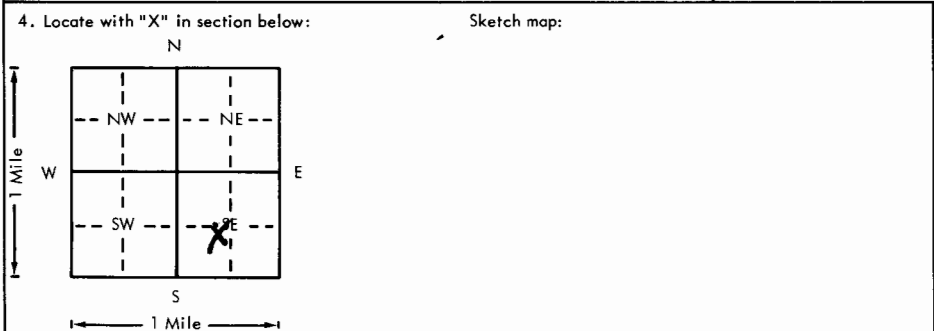 4. Locate with "X" in section below:
Sketch map:
N
NW
NE
1 Mile
W
E
SW
X
SE
S
1 Mile